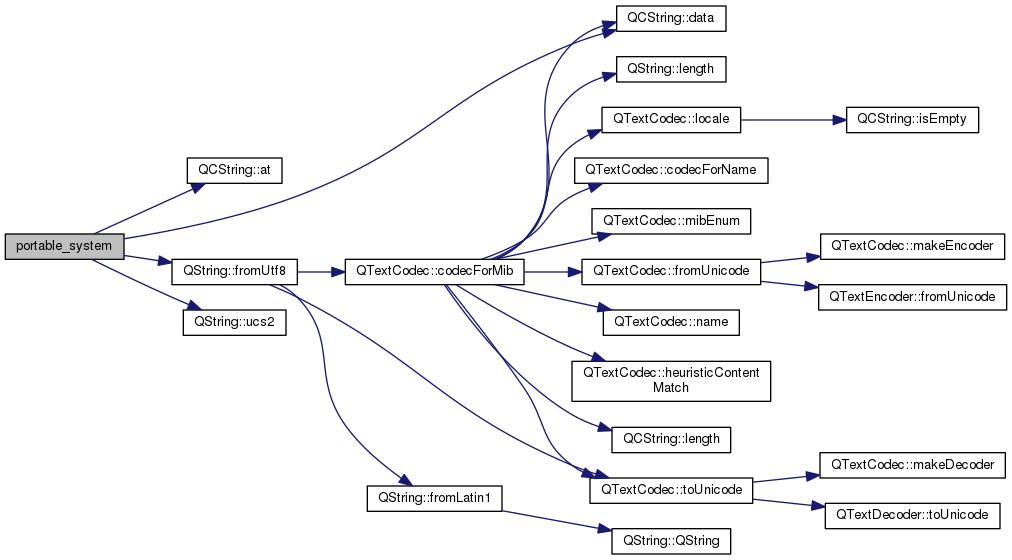 QCString::data
QString::length
QTextCodec::locale
QCString::isEmpty
QCString::at
QTextCodec::codecForName
QTextCodec::mibEnum
portable_system
QTextCodec::makeEncoder
QString::fromUtf8
QTextCodec::codecForMib
QTextCodec::fromUnicode
QTextEncoder::fromUnicode
QString::ucs2
QTextCodec::name
QTextCodec::heuristicContent
Match
QCString::length
QTextCodec::makeDecoder
QTextCodec::toUnicode
QString::fromLatin1
QTextDecoder::toUnicode
QString::QString